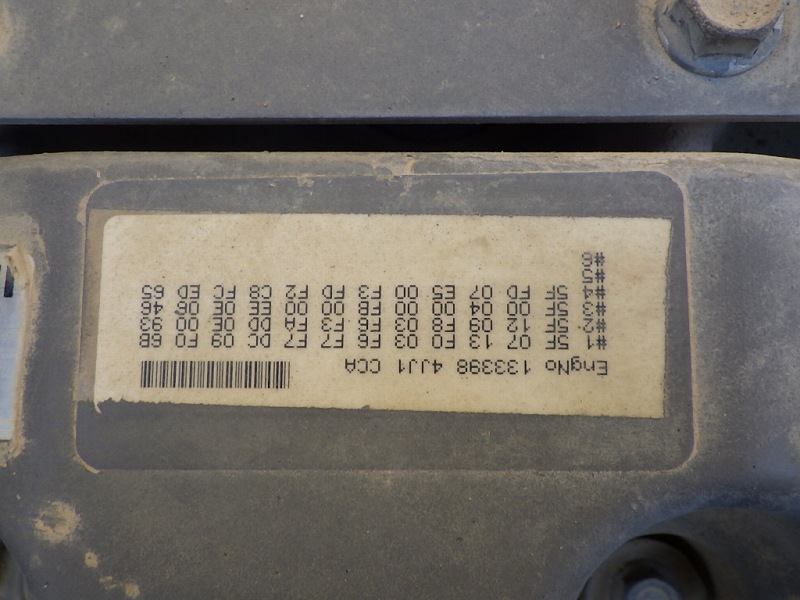 EngNo 133398 4JJ1 CCA
#1 5F 07 13 F0 03 F6 F7 F7 DC 09 F0 6B
#2 5F 12 09 F8 03 F6 F3 FA DD 0E 00 93
#3 5F 00 04 00 00 FB 00 00 EE 0E 06 46
#4 5F FD 07 E5 00 F3 FD F2 C8 FC ED 65
#5
#6